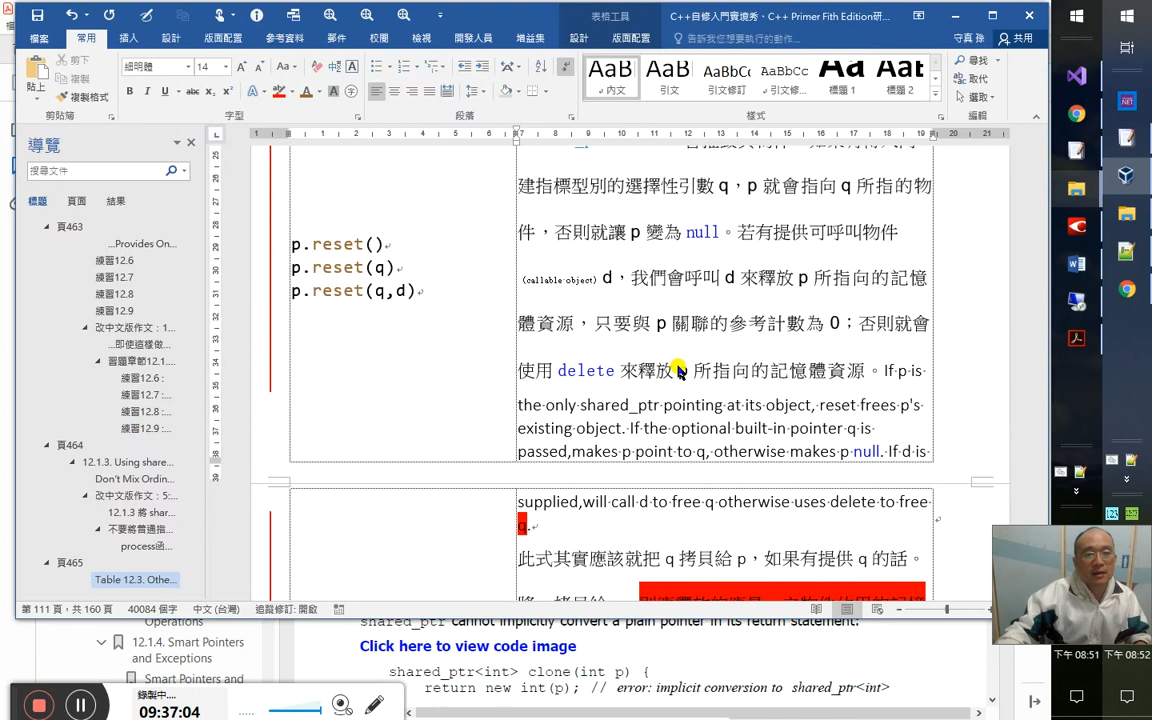 C++自修入門實境秀、C++ Primer Fith Edition研...
表格工具
檔案 常用 插入 設計 版面配置 參考資料 郵件 校閱 檢視 開發人員 增益集 設計 版面配置 告訴我您想要執行的動作... 守真 孫 共用
剪下
複製
複製格式
貼上
細明體 14
AaB AaB AaBbCc AaBbCc Aa Aat
內文 引文 引文修訂 引文修... 標題 1 標題 2
尋找
取代
選取
剪貼簿 字型 段落 樣式 編輯
導覽
搜尋文件
標題 頁面 結果
頁463
...Provides On...
練習12.6
練習12.7
練習12.8
練習12.9
改中文版作文：1...
...即使這樣做...
習題章節12.1...
練習12.6 :
練習12.7 :...
練習12.8 :...
練習12.9 :...
頁464
12.1.3. Using share...
Don't Mix Ordin...
改中文版作文：5:...
12.1.3 將 shar...
不要將普通指...
process函...
頁465
Table 12.3. Othe...
p.reset()
p.reset(q)
p.reset(q,d)
建指標型別的選擇性引數 q，p 就會指向 q 所指的物
件，否則就讓 p 變為 null。若有提供可呼叫物件
(callable object) d，我們會呼叫 d 來釋放 p 所指向的記憶
體資源，只要與 p 關聯的參考計數為 0；否則就會
使用 delete 來釋放 p 所指向的記憶體資源。If p is
the only shared_ptr pointing at its object, reset frees p's
existing object. If the optional built-in pointer q is
passed,makes p point to q, otherwise makes p null. If d is
supplied,will call d to free q otherwise uses delete to free
q.
此式其實應該就把 q 拷貝給 p，如果有提供 q 的話。
第 111 頁，共 160 頁 40084 個字 中文 (台灣) 追蹤修訂: 開啟
Operations
12.1.4. Smart Pointers
and Exceptions
Smart Pointers and
shared_ptr cannot implicitly convert a plain pointer in its return statement:
Click here to view code image
shared_ptr<int> clone(int p) {
return new int(p); // error: implicit conversion to shared_ptr<int>
錄製中....
09:37:04
下午 08:51 下午 08:52